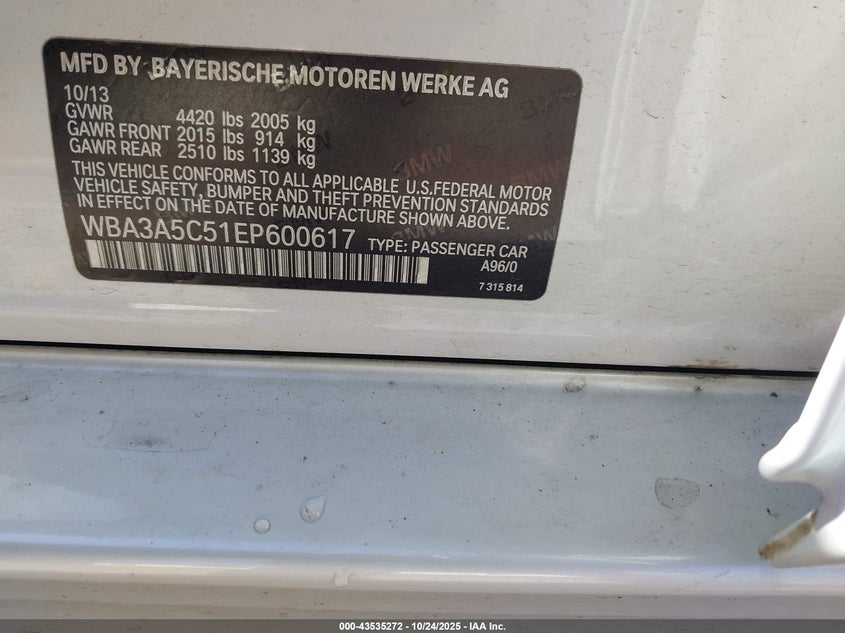 MFD BY BAYERISCHE MOTOREN WERKE AG
10/13
GVWR 4420 lbs 2005 kg
GAWR FRONT 2015 lbs 914 kg
GAWR REAR 2510 lbs 1139 kg
THIS VEHICLE CONFORMS TO ALL APPLICABLE U.S.FEDERAL MOTOR
VEHICLE SAFETY, BUMPER AND THEFT PREVENTION STANDARDS
IN EFFECT ON THE DATE OF MANUFACTURE SHOWN ABOVE.
WBA3A5C51EP600617 TYPE: PASSENGER CAR
A96/0
7 315 814
BMW
BMW
BMW
000-43535272 - 10/24/2025 - IAA Inc.